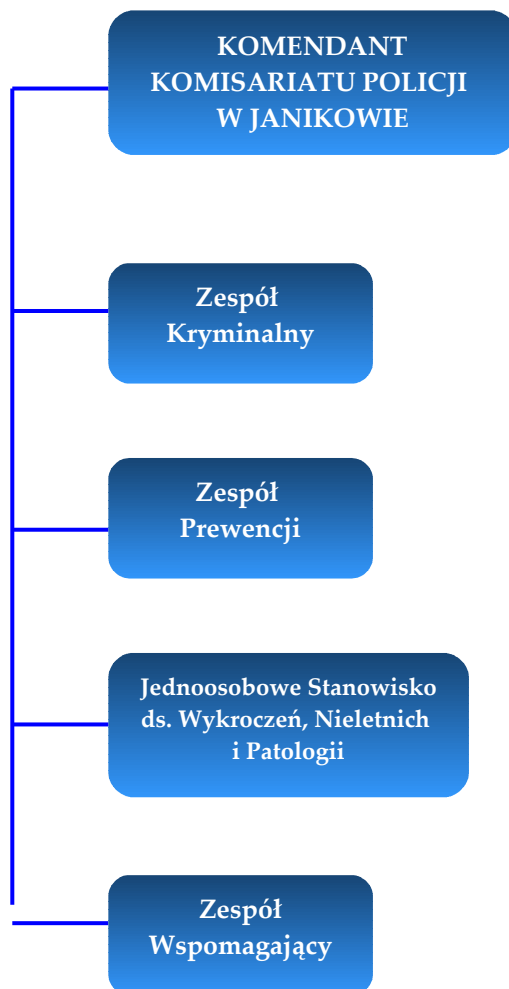 KOMENDANT
KOMISARIATU POLICJI
W JANIKOWIE
Zespół
Kryminalny
Zespół
Prewencji
Jednoosobowe Stanowisko
ds. Wykroczeń, Nieletnich
i Patologii
Zespół
Wspomagający